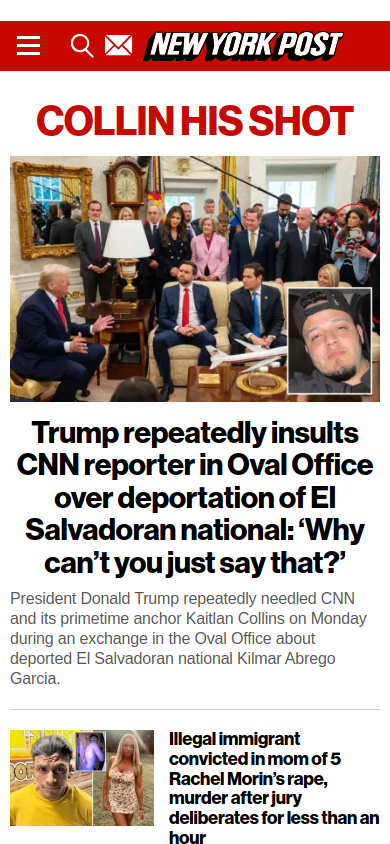 NEW YORK POST
COLLIN HIS SHOT
Trump repeatedly insults
CNN reporter in Oval Office
over deportation of El
Salvadoran national: ‘Why
can’t you just say that?’
President Donald Trump repeatedly needled CNN
and its primetime anchor Kaitlan Collins on Monday
during an exchange in the Oval Office about
deported El Salvadoran national Kilmar Abrego
Garcia.
Illegal immigrant
convicted in mom of 5
Rachel Morin’s rape,
murder after jury
deliberates for less than an
hour